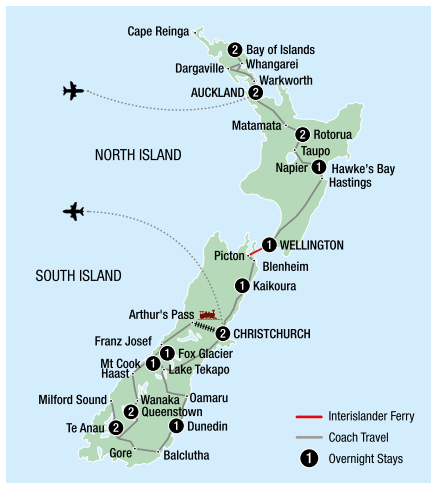 Cape Reinga
2 Bay of Islands
Whangarei
Dargaville
Warkworth
AUCKLAND 2
Matamata
2 Rotorua
Taupo
NORTH ISLAND
Napier 1 Hawke's Bay
Hastings
1 WELLINGTON
Picton
Blenheim
SOUTH ISLAND
1 Kaikoura
Arthur's Pass
2 CHRISTCHURCH
Franz Josef
1 Fox Glacier
Mt Cook 1
Lake Tekapo
Haast
Milford Sound
Wanaka
Oamaru
2 Queenstown
Te Anau 2
1 Dunedin
Gore
Balclutha
Interislander Ferry
Coach Travel
1 Overnight Stays